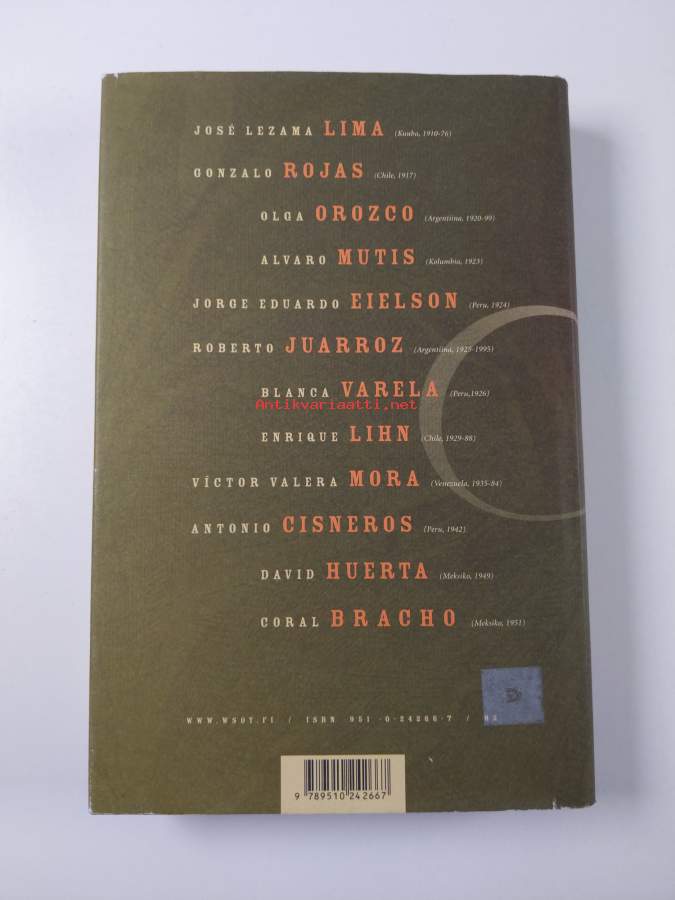 JOSÉ LEZAMA LIMA (Kuuba, 1910-76)
GONZALO ROJAS (Chile, 1917)
OLGA OROZCO (Argentiina, 1920-99)
ALVARO MUTIS (Kolumbia, 1923)
JORGE EDUARDO EIELSON (Peru, 1924)
ROBERTO JUARROZ (Argentiina, 1925-1995)
BLANCA VARELA (Peru,1926)
Antikvariaatti.net
ENRIQUE LIHN (Chile, 1929-88)
VÍCTOR VALERA MORA (Venezuela, 1935-84)
ANTONIO CISNEROS (Peru, 1942)
DAVID HUERTA (Meksiko, 1949)
CORAL BRACHO (Meksiko, 1951)
WWW.WSOY.FI / ISBN 951-0-24266-7 /
9 789510 242667